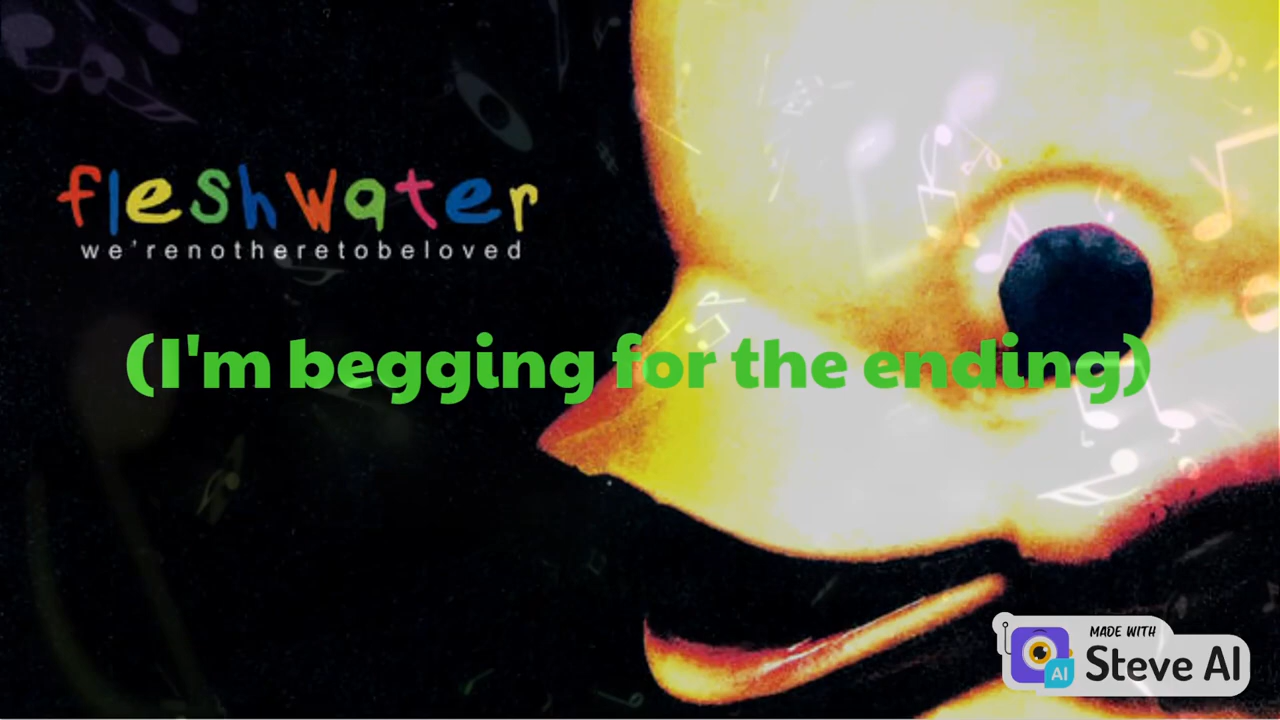 fleshwater
we'renotheretobeloved
(I'm begging for the ending)
MADE WITH
Steve AI
AI